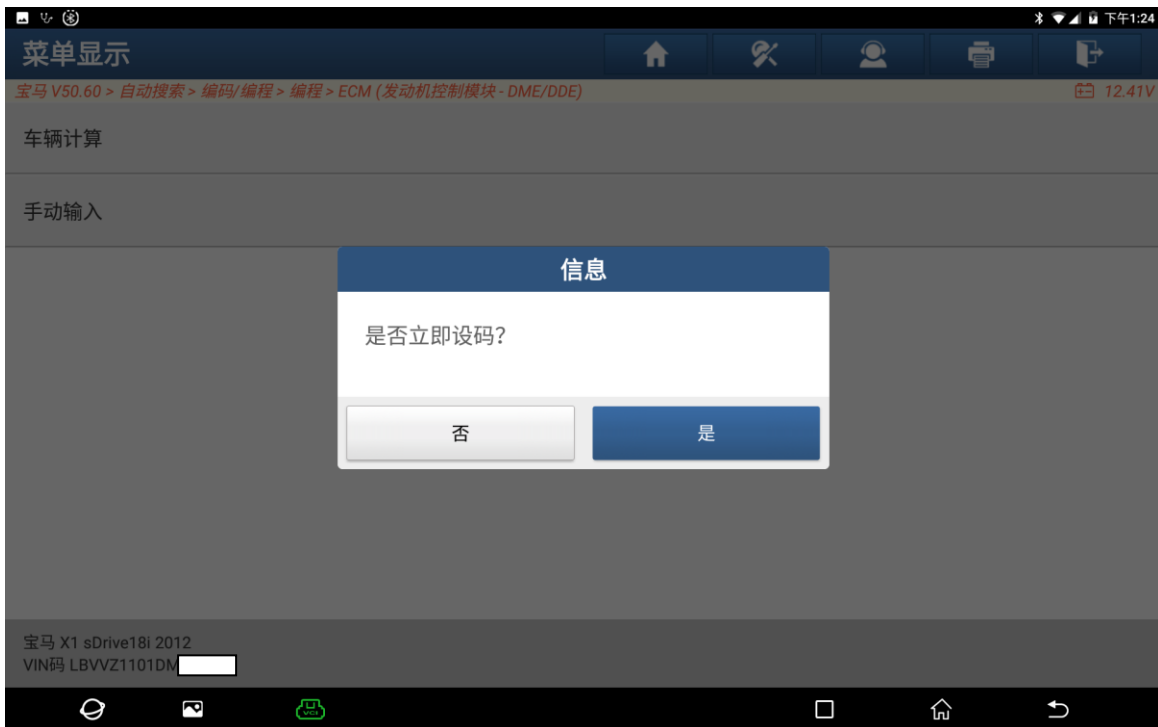 下午1:24
菜单显示
宝马 V50.60 > 自动搜索 > 编码/编程 > 编程 > ECM (发动机控制模块 - DME/DDE)
12.41V
车辆计算
手动输入
信息
是否立即设码?
否
是
宝马 X1 sDrive18i 2012
VIN码 LBVVZ1101DM
VCI